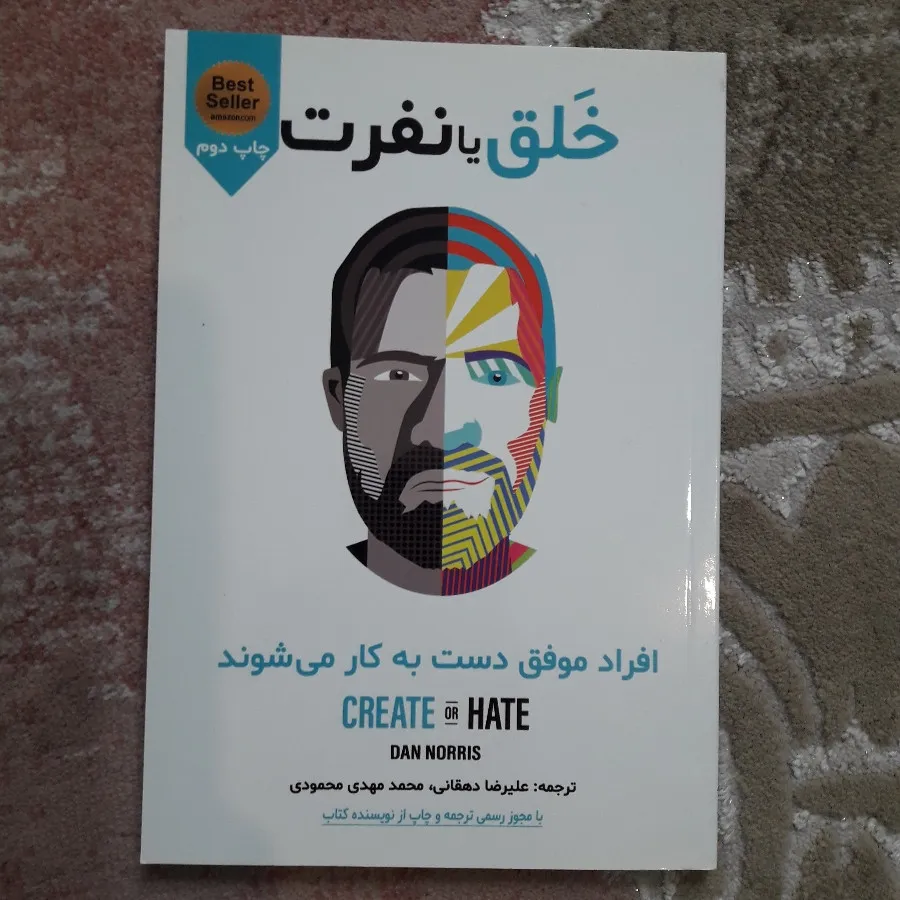 Best
Seller
amazon.com
چاپ دوم
خَلق یا نفرت
افراد موفق دست به کار می‌شوند
CREATE OR HATE
DAN NORRIS
ترجمه: علیرضا دهقانی، محمد مهدی محمودی
با مجوز رسمی ترجمه و چاپ از نویسنده کتاب